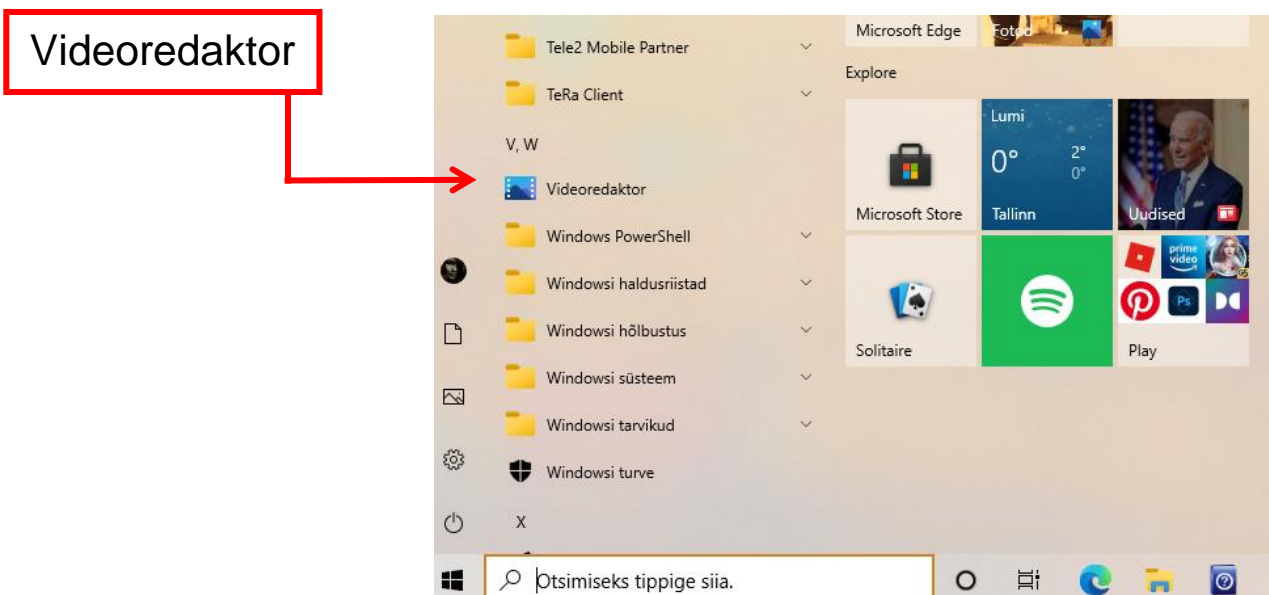 Videoredaktor
Tele2 Mobile Partner
TeRa Client
V, W
Videoredaktor
Windows PowerShell
Windowsi haldusriistad
Windowsi hõlbustus
Windowsi süsteem
Windowsi tarvikud
Windowsi turve
X
Otsimiseks tippige siia.
Microsoft Edge
Fotod
Explore
Microsoft Store
Lumi
0°
2°
0°
Tallinn
Uudised
Solitaire
prime
video
Ps
Play